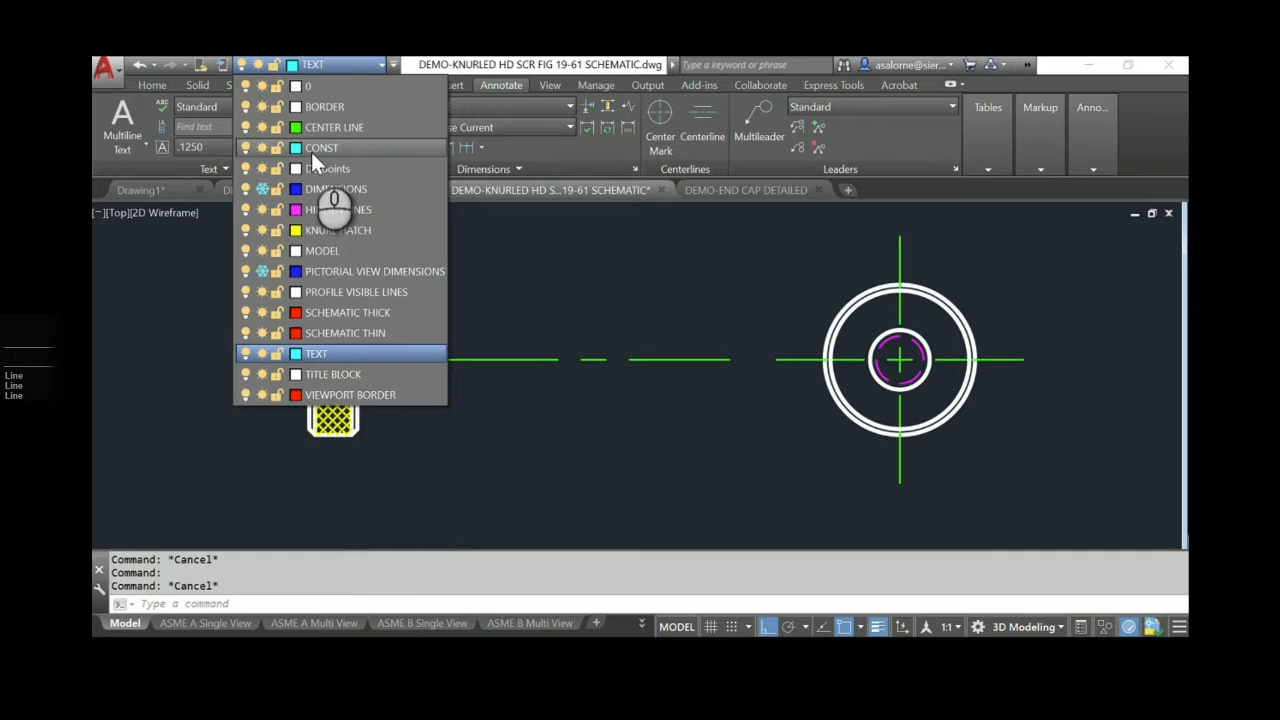 TEXT
DEMO-KNURLED HD SCR FIG 19-61 SCHEMATIC.dwg
Type a keyword or phrase
asalome@sier...
Home
Solid
S
sert
Annotate
View
Manage
Output
Add-ins
Collaborate
Express Tools
Acrobat
A
Multiline
Text
ABC
Standard
Find text
.1250
Text
se Current
Dimensions
Center
Mark
Centerline
Centerlines
Multileader
Standard
Leaders
Tables
Markup
Anno...
Drawing1*
DE
DEMO-KNURLED HD S...19-61 SCHEMATIC*
DEMO-END CAP DETAILED
[−][Top][2D Wireframe]
0
BORDER
CENTER LINE
CONST
DIMENSIONS
KNURL HATCH
MODEL
PICTORIAL VIEW DIMENSIONS
PROFILE VISIBLE LINES
SCHEMATIC THICK
SCHEMATIC THIN
TEXT
TITLE BLOCK
VIEWPORT BORDER
Line
Line
Line
Command: *Cancel*
Command:
Command: *Cancel*
Type a command
Model
ASME A Single View
ASME A Multi View
ASME B Single View
ASME B Multi View
MODEL
1:1
3D Modeling